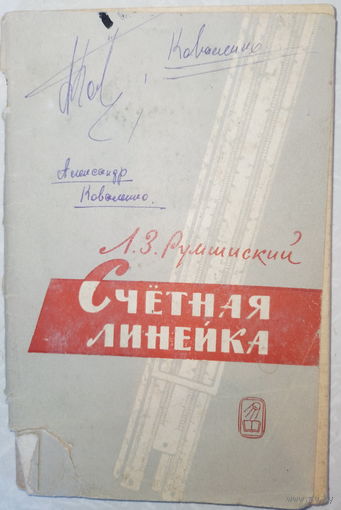 Коваленко
Александр
Коваленко.
Л.З. Румшиский
СЧЁТНАЯ
ЛИНЕЙКА